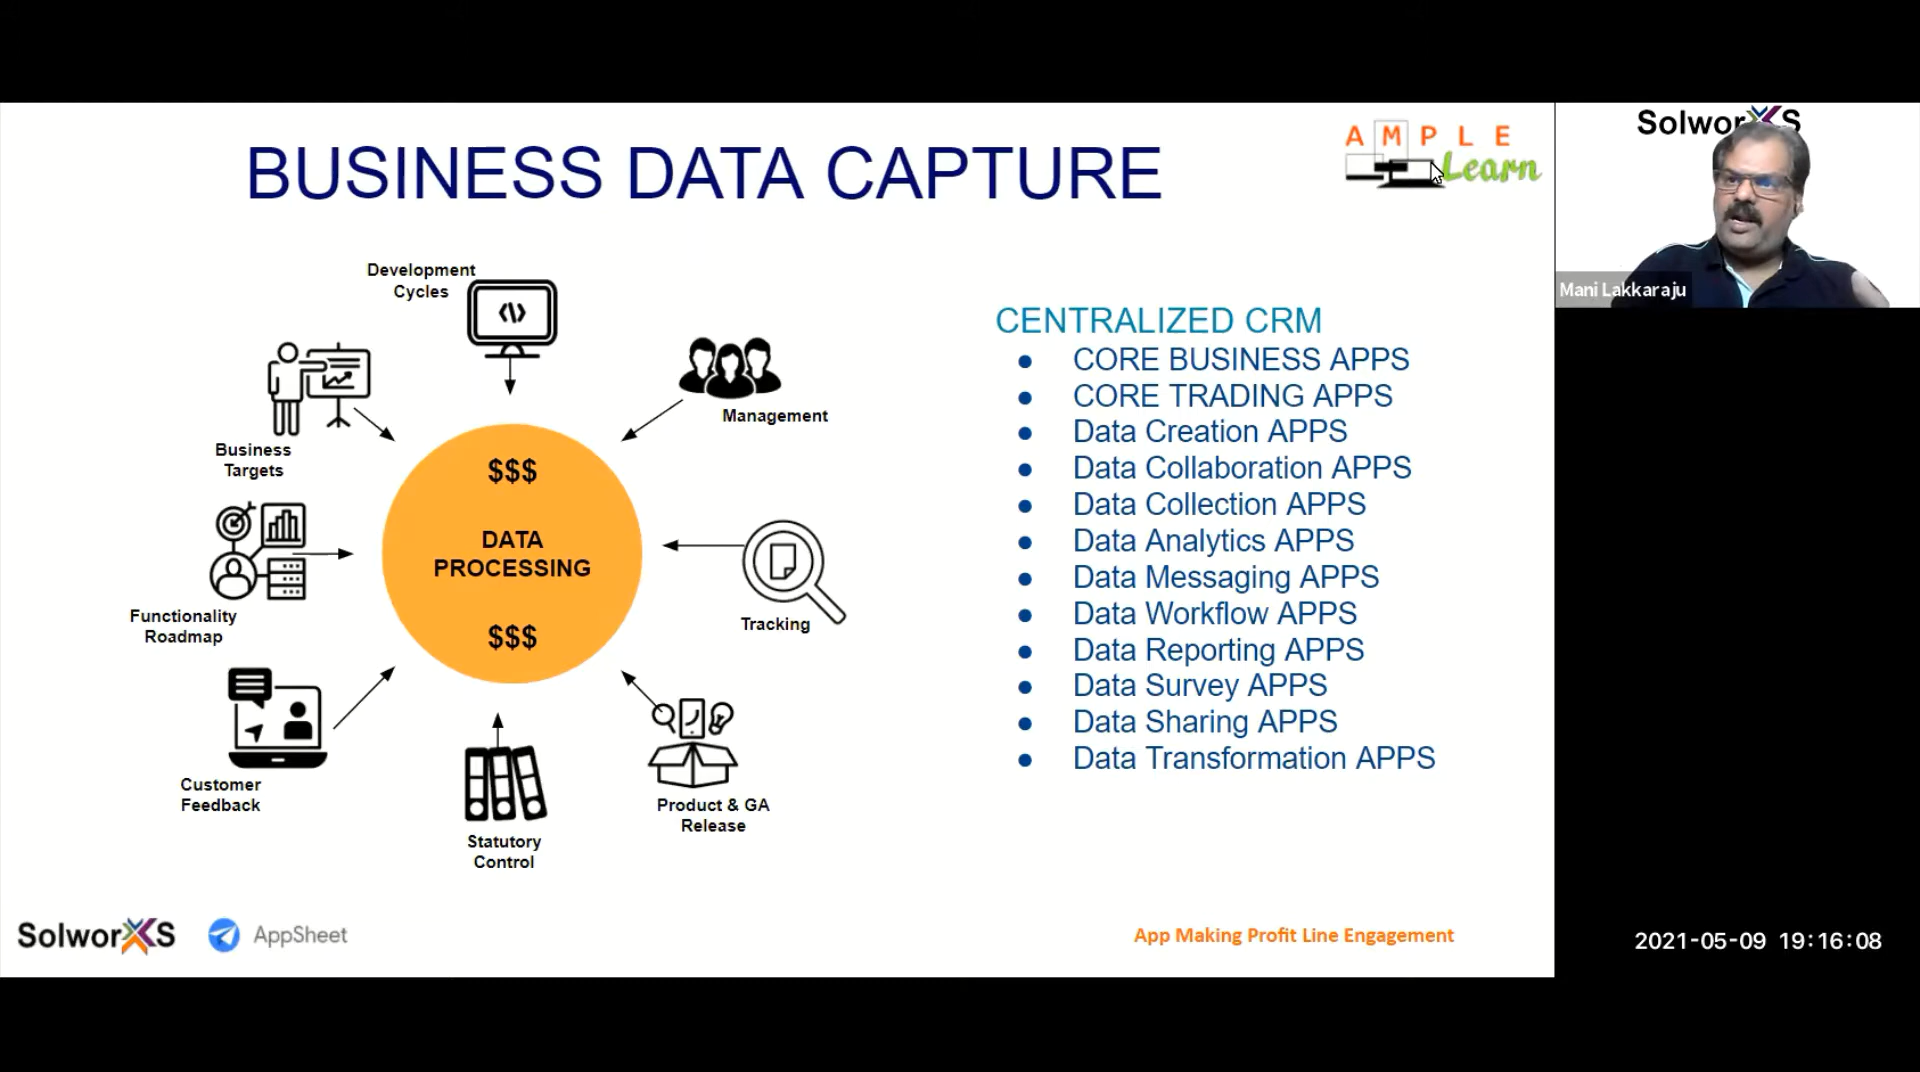 BUSINESS DATA CAPTURE
AMPLE
Learn
SolworXS
Mani Lakkaraju
Development
Cycles
Management
Business
Targets
$$$
DATA
PROCESSING
$$$
Functionality
Roadmap
Tracking
Customer
Feedback
Statutory
Control
Product & GA
Release
CENTRALIZED CRM
● CORE BUSINESS APPS
● CORE TRADING APPS
● Data Creation APPS
● Data Collaboration APPS
● Data Collection APPS
● Data Analytics APPS
● Data Messaging APPS
● Data Workflow APPS
● Data Reporting APPS
● Data Survey APPS
● Data Sharing APPS
● Data Transformation APPS
SolworXS
AppSheet
App Making Profit Line Engagement
2021-05-09 19:16:08